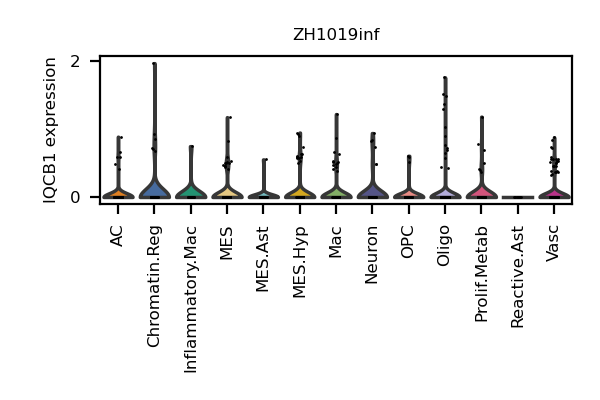 ZH1019inf
IQCB1 expression
2
0
AC
Chromatin.Reg
Inflammatory.Mac
MES
MES.Ast
MES.Hyp
Mac
Neuron
OPC
Oligo
Prolif.Metab
Reactive.Ast
Vasc